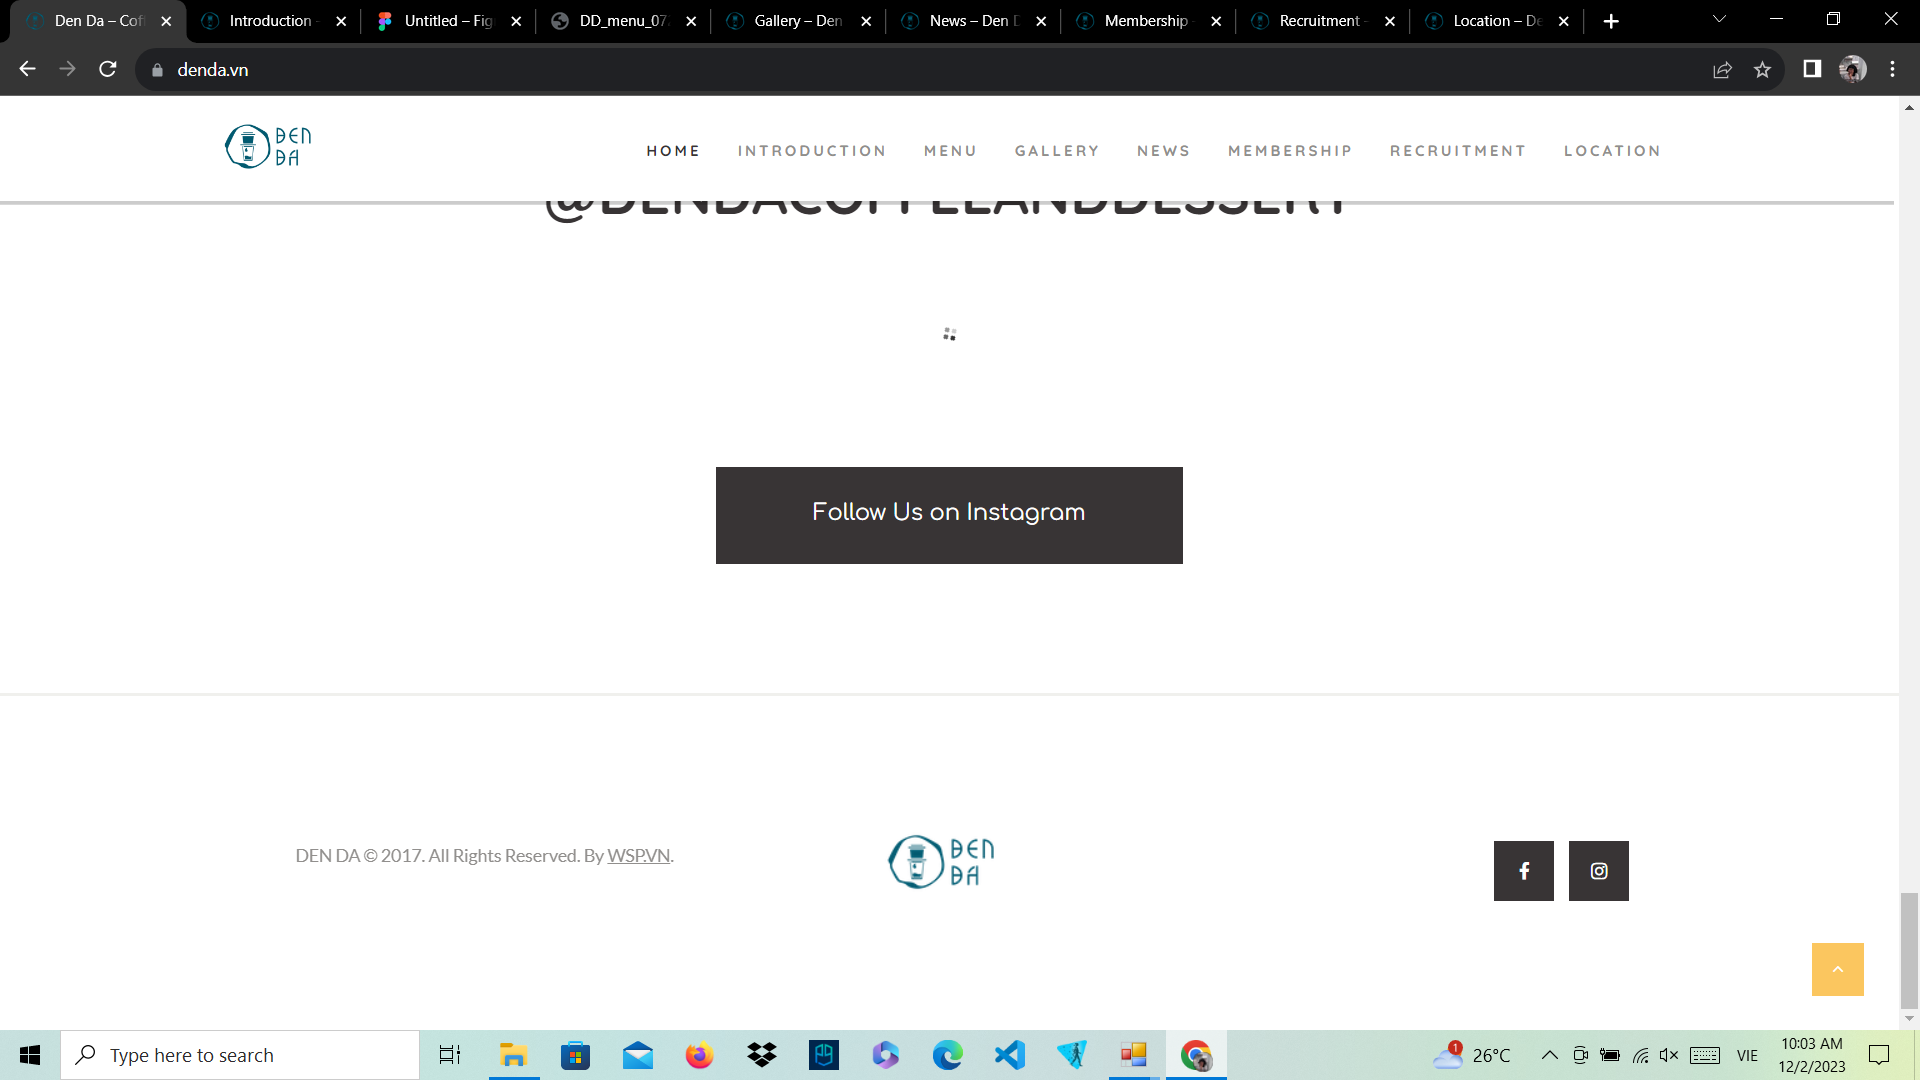 Den Da – Cof
Introduction -
Untitled – Fig
DD_menu_07
Gallery – Den
News – Den D
Membership -
Recruitment -
Location – De
denda.vn
DEN DA
HOME
INTRODUCTION
MENU
GALLERY
NEWS
MEMBERSHIP
RECRUITMENT
LOCATION
@DENDACOFFEEANDDESSERT
Follow Us on Instagram
DEN DA © 2017. All Rights Reserved. By WSP.VN.
DEN DA
Type here to search
1
26°C
VIE
10:03 AM
12/2/2023